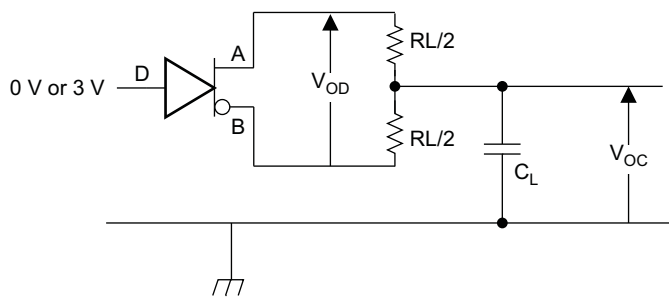 A
RL/2
0 V or 3 V
D
V_OD
B
RL/2
C_L
V_OC